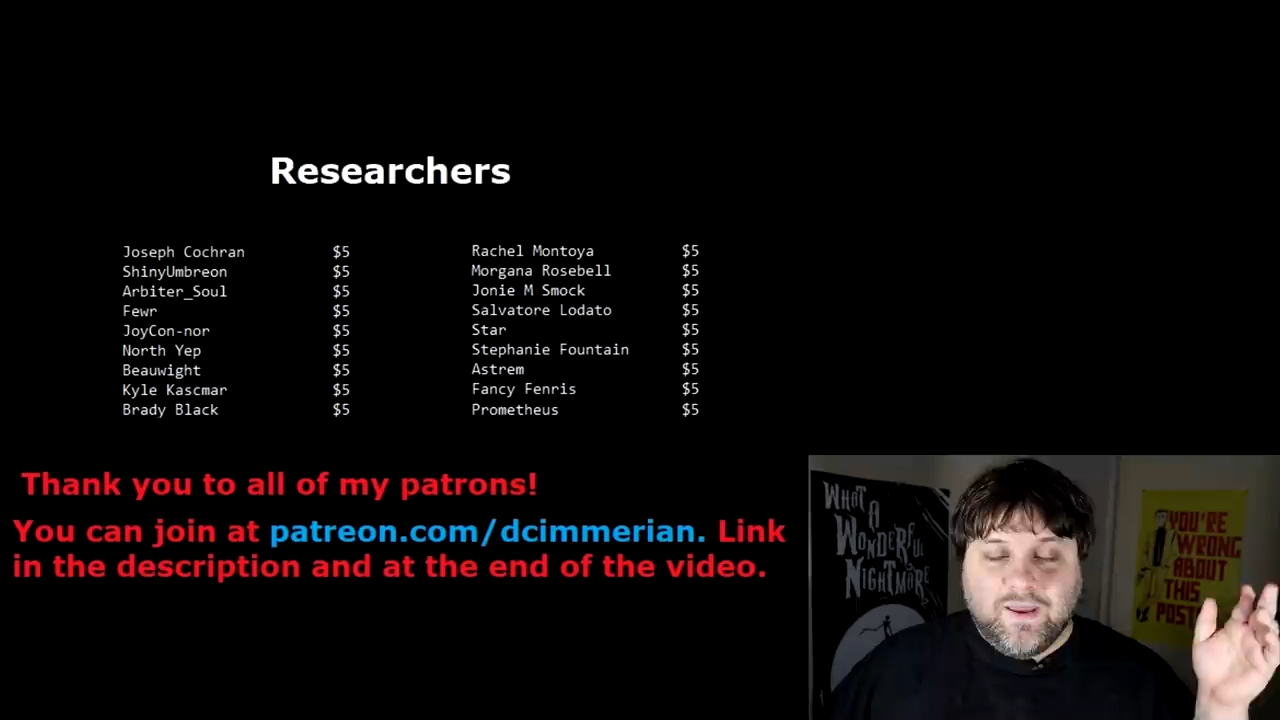 Researchers
Joseph Cochran $5 Rachel Montoya $5
ShinyUmbreon $5 Morgana Rosebell $5
Arbiter_Soul $5 Jonie M Smock $5
Fewr $5 Salvatore Lodato $5
JoyCon-nor $5 Star $5
North Yep $5 Stephanie Fountain $5
Beauwight $5 Astrem $5
Kyle Kascmar $5 Fancy Fenris $5
Brady Black $5 Prometheus $5
Thank you to all of my patrons!
You can join at patreon.com/dcimmerian. Link
in the description and at the end of the video.
WHAT
A
WONDERFUL
NIGHTMARE
YOU'RE
WRONG
ABOUT
THIS